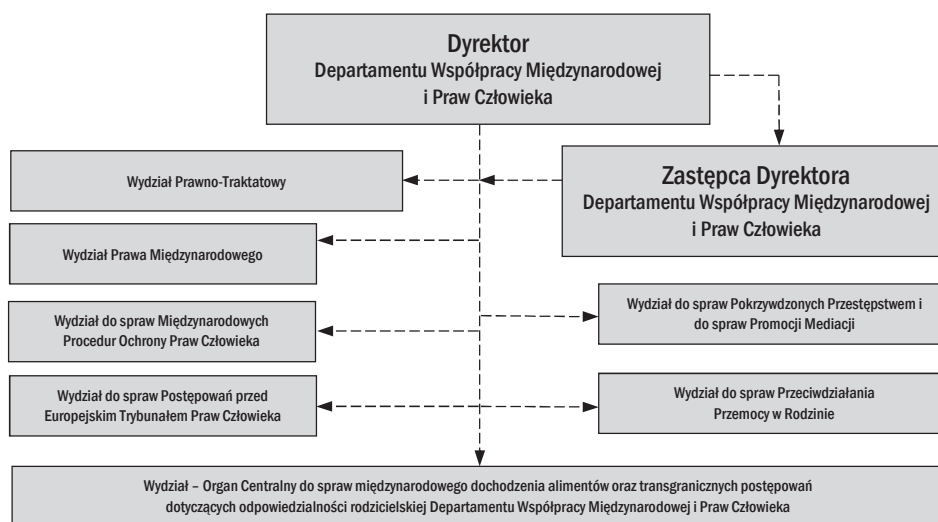 Dyrektor
Departamentu Współpracy Międzynarodowej
i Praw Człowieka
Zastępca Dyrektora
Departamentu Współpracy Międzynarodowej
i Praw Człowieka
Wydział Prawno-Traktatowy
Wydział Prawa Międzynarodowego
Wydział do spraw Międzynarodowych
Procedur Ochrony Praw Człowieka
Wydział do spraw Pokrzywdzonych Przestępstwem i
do spraw Promocji Mediacji
Wydział do spraw Postępowań przed
Europejskim Trybunałem Praw Człowieka
Wydział do spraw Przeciwdziałania
Przemocy w Rodzinie
Wydział – Organ Centralny do spraw międzynarodowego dochodzenia alimentów oraz transgranicznych postępowań
dotyczących odpowiedzialności rodzicielskiej Departamentu Współpracy Międzynarodowej i Praw Człowieka